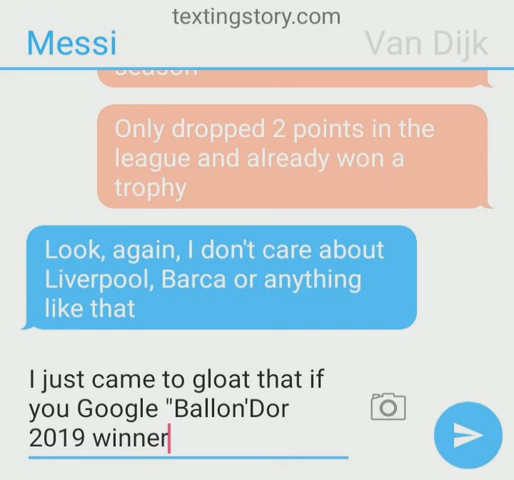 textingstory.com
Messi
Van Dijk
season
Only dropped 2 points in the
league and already won a
trophy
Look, again, I don't care about
Liverpool, Barca or anything
like that
I just came to gloat that if
you Google "Ballon'Dor
2019 winner